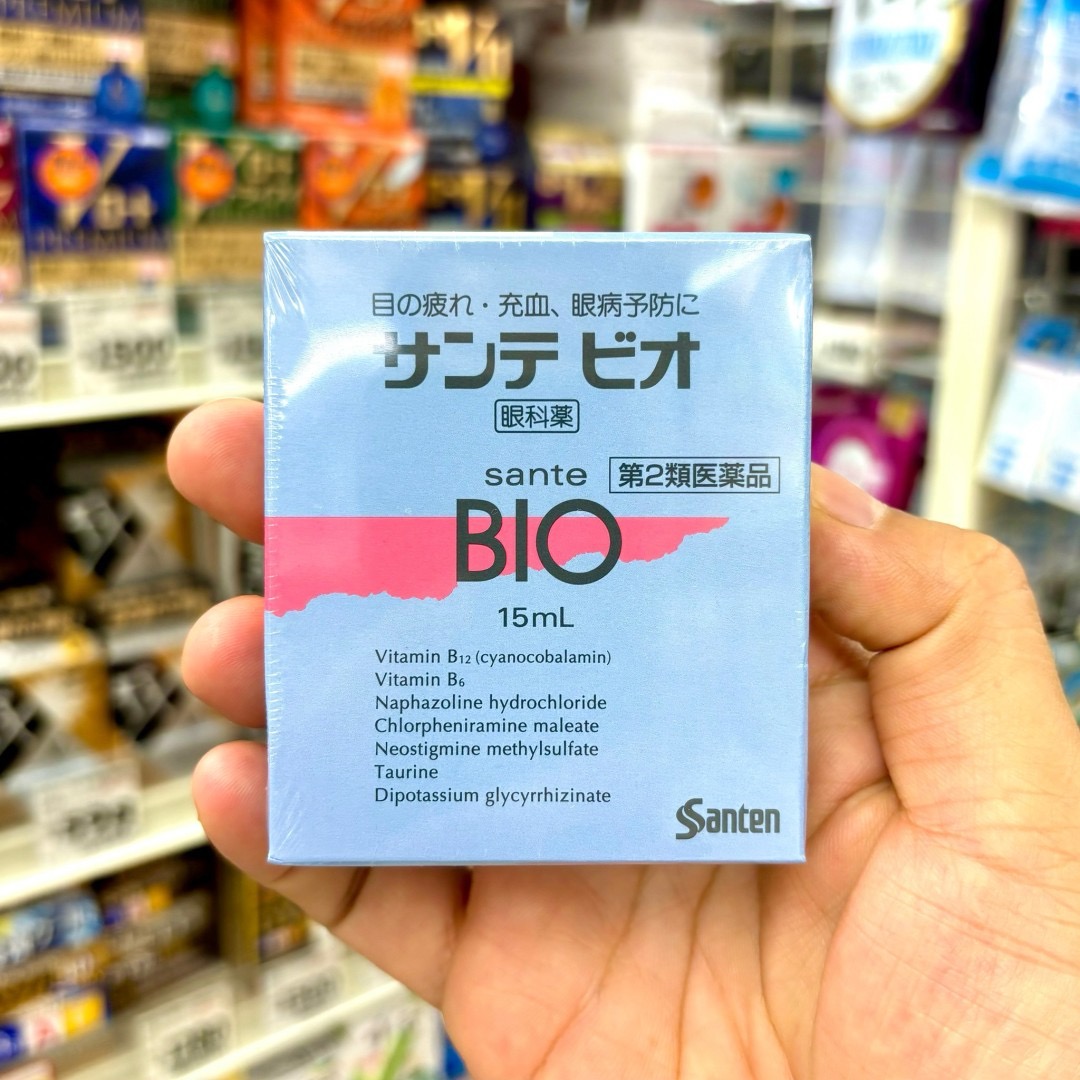 目の疲れ・充血、眼病予防に
サンテ ビオ
眼科薬
sante
第2類医薬品
BIO
15mL
Vitamin B₁₂ (cyanocobalamin)
Vitamin B₆
Naphazoline hydrochloride
Chlorpheniramine maleate
Neostigmine methylsulfate
Taurine
Dipotassium glycyrrhizinate
Santen